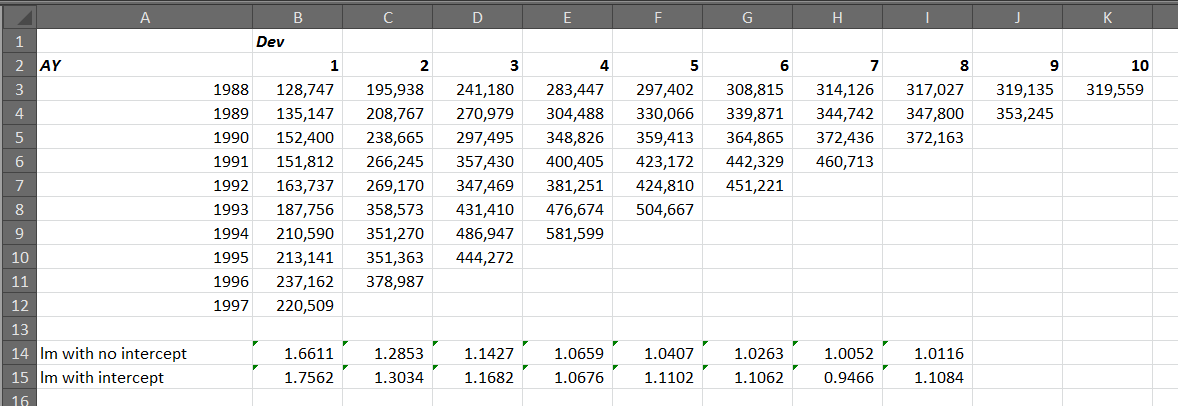 A B C D E F G H I J K
1 Dev
2 AY 1 2 3 4 5 6 7 8 9 10
3 1988 128,747 195,938 241,180 283,447 297,402 308,815 314,126 317,027 319,135 319,559
4 1989 135,147 208,767 270,979 304,488 330,066 339,871 344,742 347,800 353,245
5 1990 152,400 238,665 297,495 348,826 359,413 364,865 372,436 372,163
6 1991 151,812 266,245 357,430 400,405 423,172 442,329 460,713
7 1992 163,737 269,170 347,469 381,251 424,810 451,221
8 1993 187,756 358,573 431,410 476,674 504,667
9 1994 210,590 351,270 486,947 581,599
10 1995 213,141 351,363 444,272
11 1996 237,162 378,987
12 1997 220,509
13
14 lm with no intercept 1.6611 1.2853 1.1427 1.0659 1.0407 1.0263 1.0052 1.0116
15 lm with intercept 1.7562 1.3034 1.1682 1.0676 1.1102 1.1062 0.9466 1.1084
16